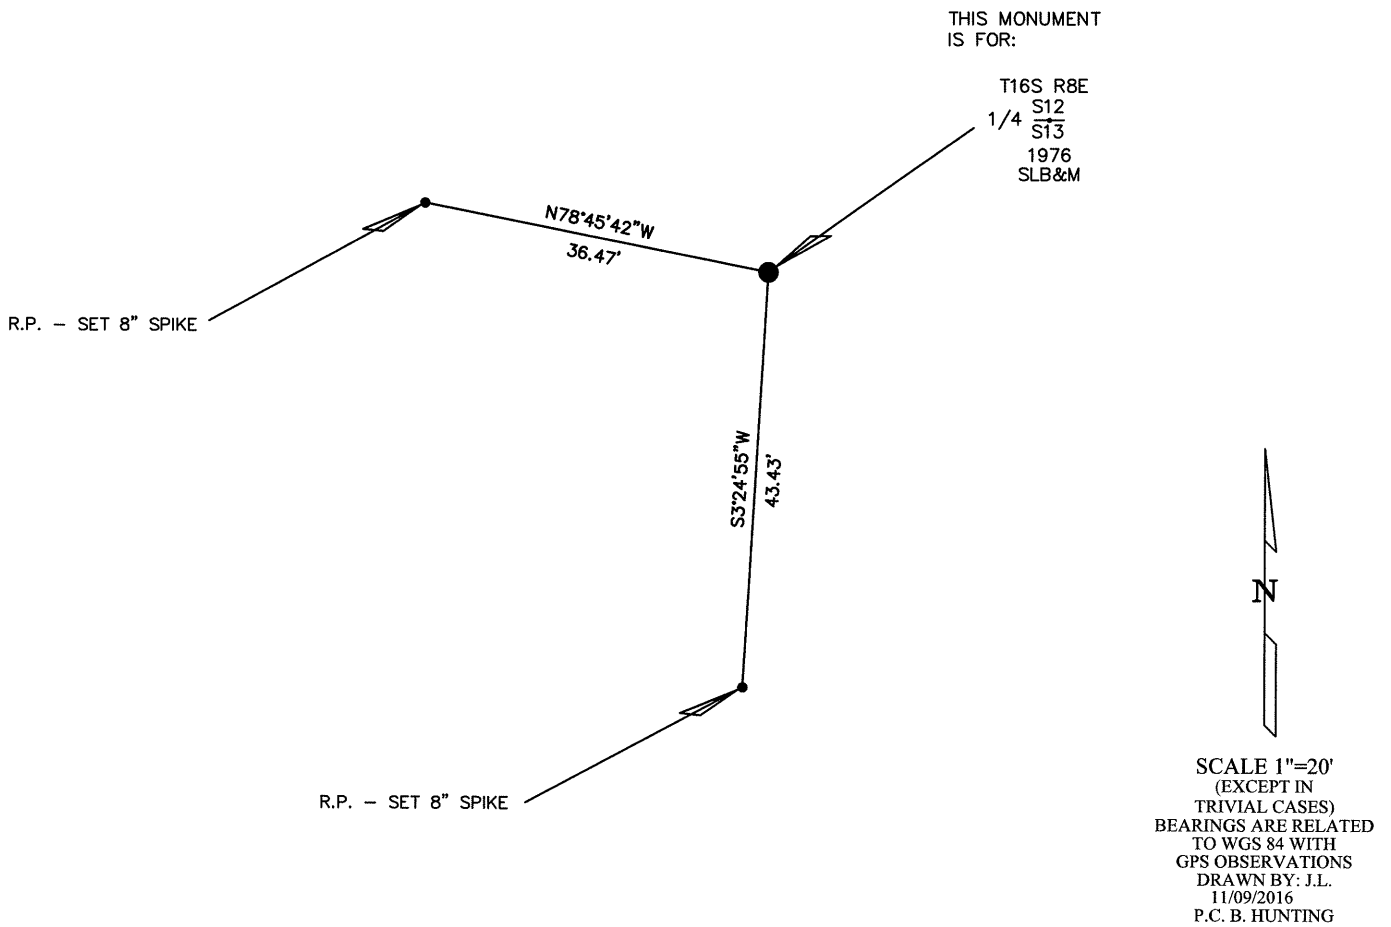 THIS MONUMENT
IS FOR:
T16S R8E
1/4 S12
S13
1976
SLB&M
N78°45'42"W
36.47'
R.P. – SET 8" SPIKE
S3°24'55"W
43.43'
R.P. – SET 8" SPIKE
N
SCALE 1"=20'
(EXCEPT IN
TRIVIAL CASES)
BEARINGS ARE RELATED
TO WGS 84 WITH
GPS OBSERVATIONS
DRAWN BY: J.L.
11/09/2016
P.C. B. HUNTING